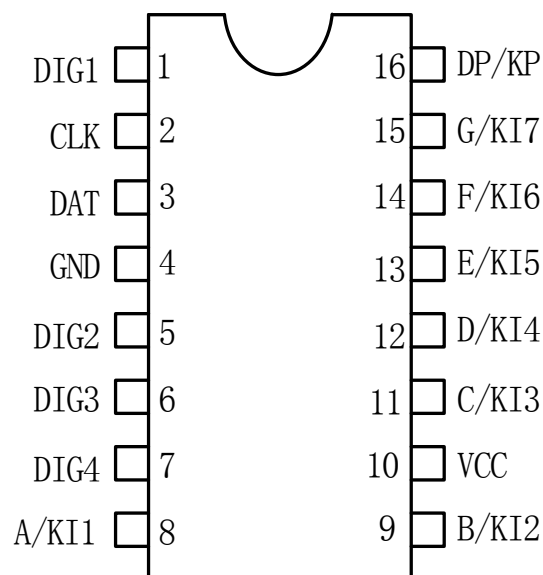 DIG1 1 16 DP/KP
CLK 2 15 G/KI7
DAT 3 14 F/KI6
GND 4 13 E/KI5
DIG2 5 12 D/KI4
DIG3 6 11 C/KI3
DIG4 7 10 VCC
A/KI1 8 9 B/KI2